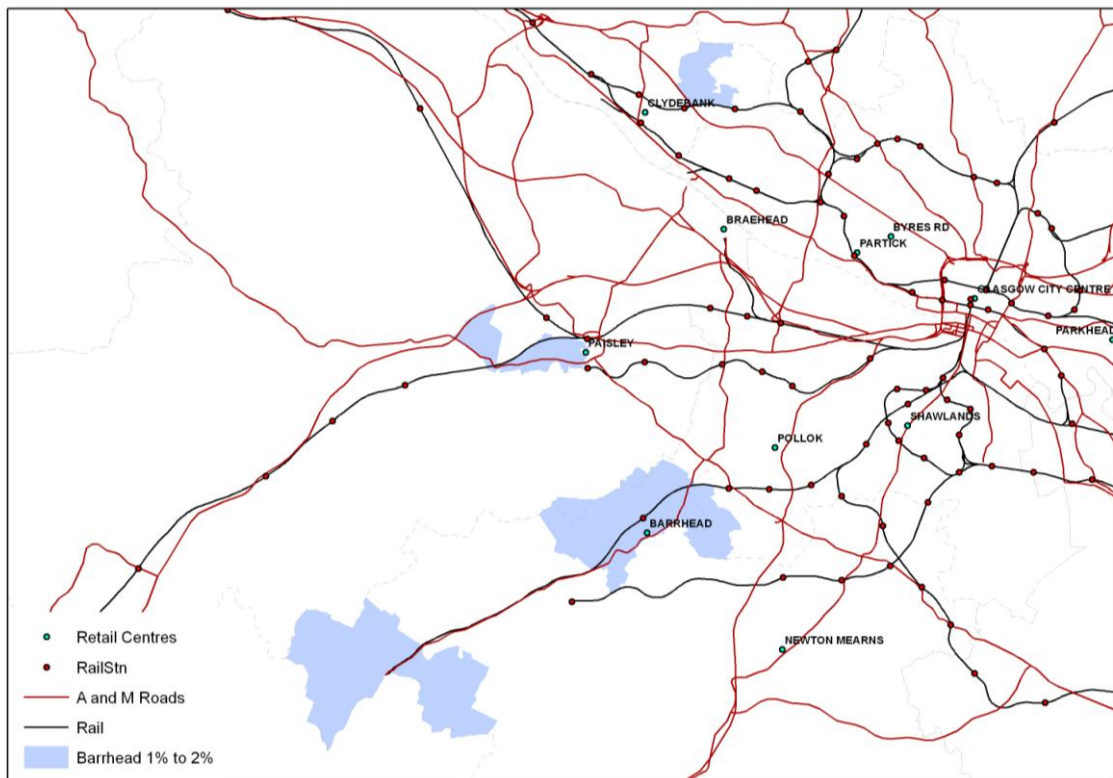 CLYDEBANK
BRAEHEAD
BYRES RD
PARTICK
GLASGOW CITY CENTRE
PARKHEAD
PAISLEY
SHAWLANDS
POLLOK
BARRHEAD
NEWTON MEARNS
Retail Centres
RailStn
A and M Roads
Rail
Barrhead 1% to 2%